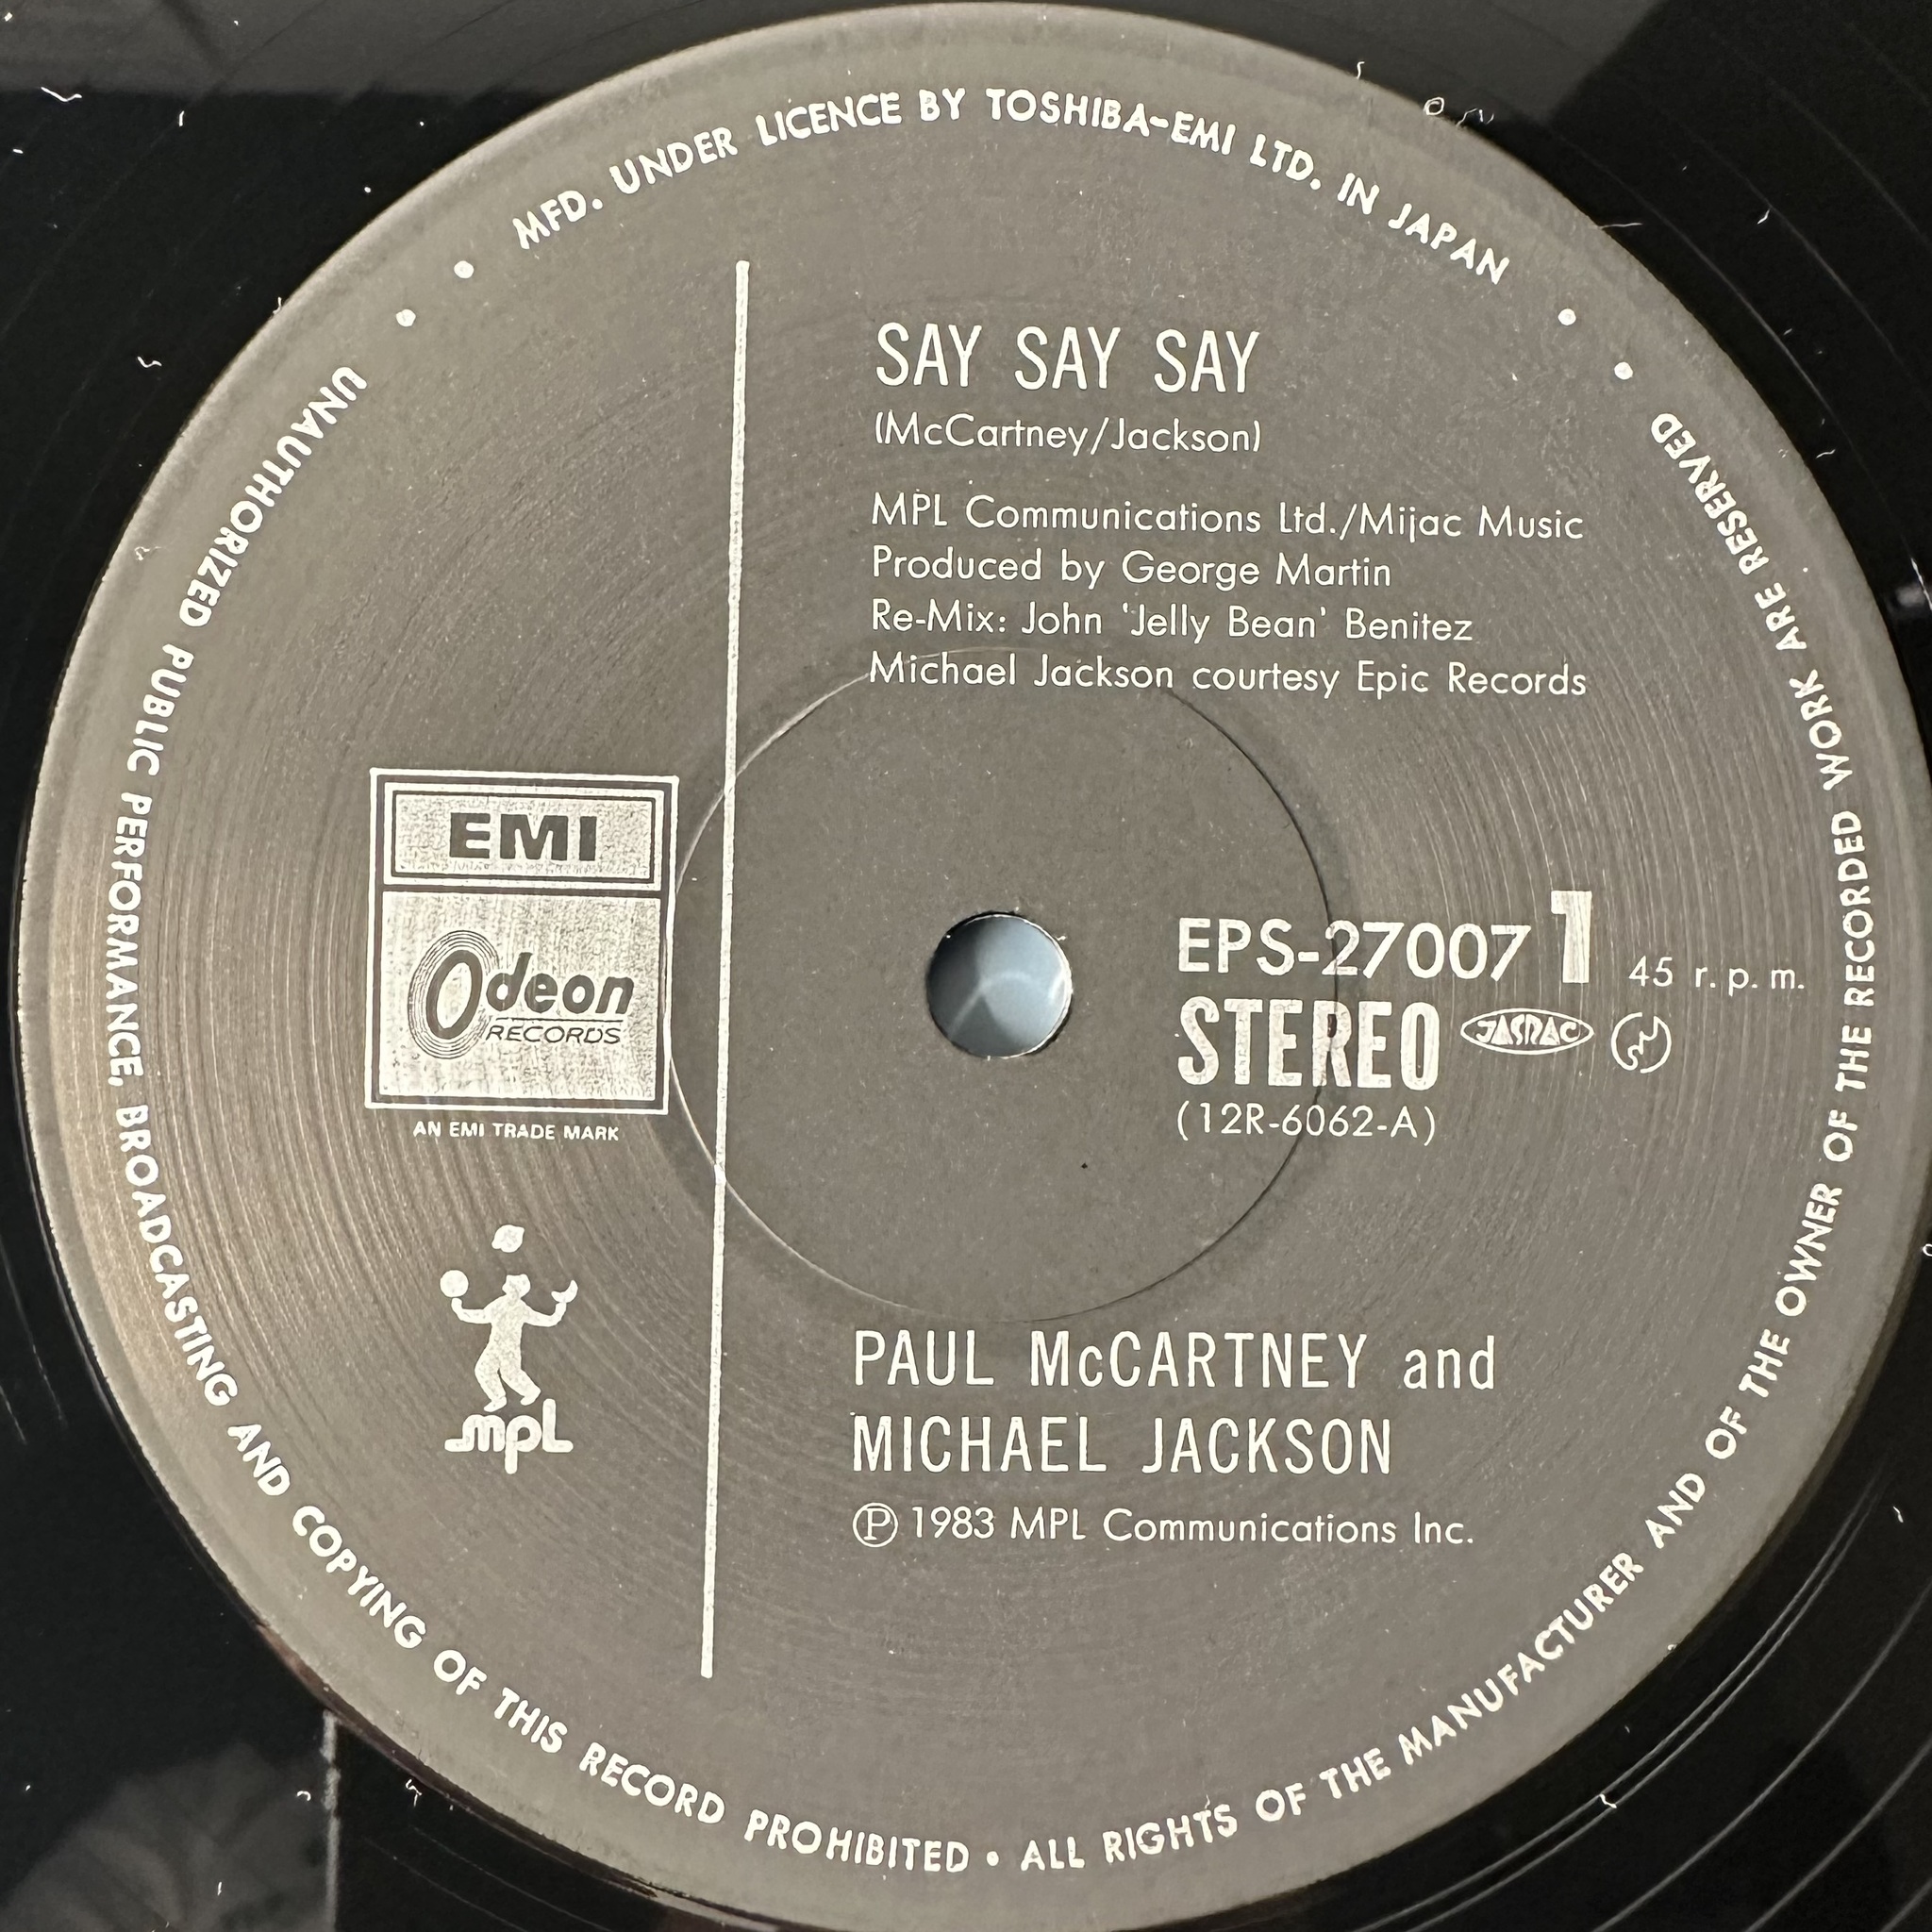 MFD. UNDER LICENCE BY TOSHIBA-EMI LTD. IN JAPAN
SAY SAY SAY
(McCartney/Jackson)
MPL Communications Ltd./Mijac Music
Produced by George Martin
Re-Mix: John 'Jelly Bean' Benitez
Michael Jackson courtesy Epic Records
EMI
Odeon
RECORDS
AN EMI TRADE MARK
EPS-27007 1 45 r.p.m.
STEREO JASRAC
(12R-6062-A)
mpl
PAUL McCARTNEY and
MICHAEL JACKSON
Ⓟ 1983 MPL Communications Inc.
UNAUTHORIZED PUBLIC PERFORMANCE, BROADCASTING AND COPYING OF THIS RECORD PROHIBITED • ALL RIGHTS OF THE MANUFACTURER AND OF THE OWNER OF THE RECORDED WORK ARE RESERVED